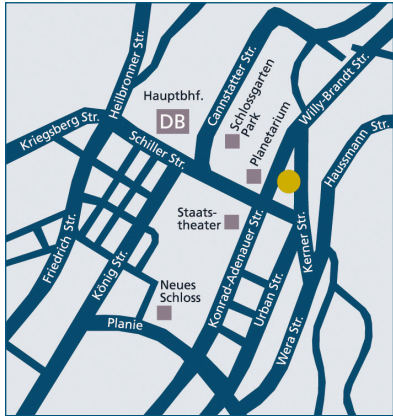 Heilbronner Str.
Cannstatter Str.
Willy-Brandt Str.
Hauptbhf.
DB
Schlossgarten
Park
Planetarium
Kriegsberg Str.
Schiller Str.
Haussmann Str.
Staats-
theater
Friedrich Str.
König Str.
Konrad-Adenauer Str.
Urban Str.
Kerner Str.
Neues
Schloss
Planie
Wera Str.